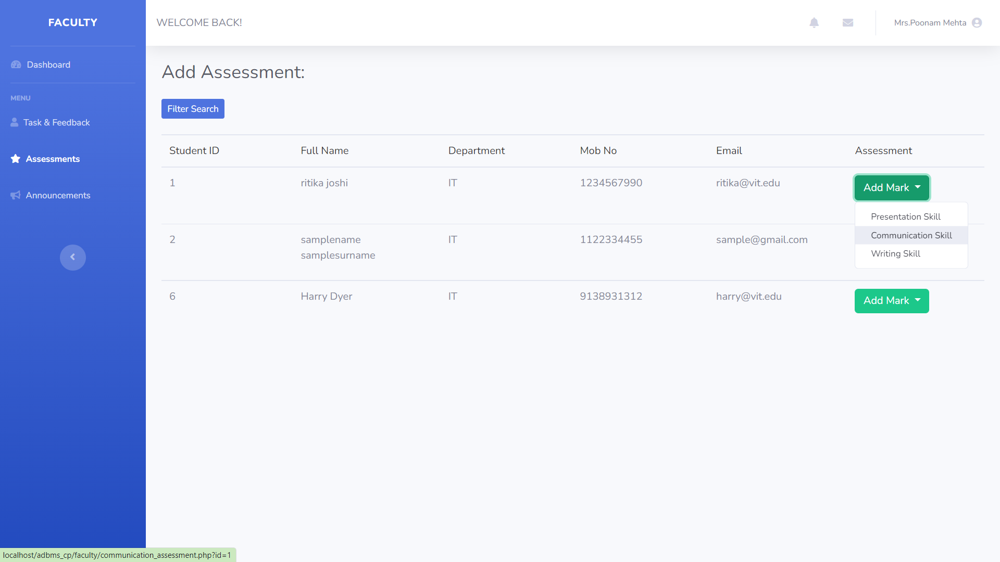 FACULTY
WELCOME BACK!
Mrs.Poonam Mehta
Dashboard
MENU
Task & Feedback
Assessments
Announcements
Add Assessment:
Filter Search
Student ID Full Name Department Mob No Email Assessment
1 ritika joshi IT 1234567990 ritika@vit.edu Add Mark
Presentation Skill
Communication Skill
Writing Skill
2 samplename IT 1122334455 sample@gmail.com
samplesurname
6 Harry Dyer IT 9138931312 harry@vit.edu Add Mark
localhost/adbms_cp/faculty/communication_assessment.php?id=1